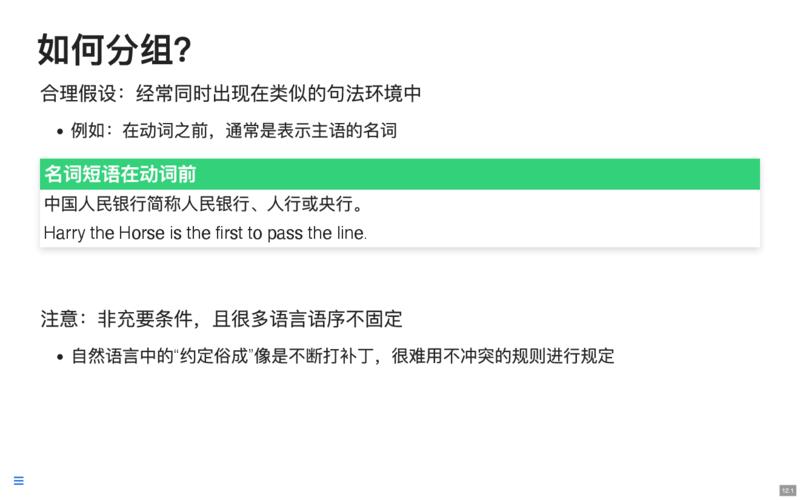 如何分组?
合理假设：经常同时出现在类似的句法环境中
• 例如：在动词之前，通常是表示主语的名词
名词短语在动词前
中国人民银行简称人民银行、人行或央行。
Harry the Horse is the first to pass the line.
注意：非充要条件，且很多语言语序不固定
• 自然语言中的“约定俗成”像是不断打补丁，很难用不冲突的规则进行规定
12.1